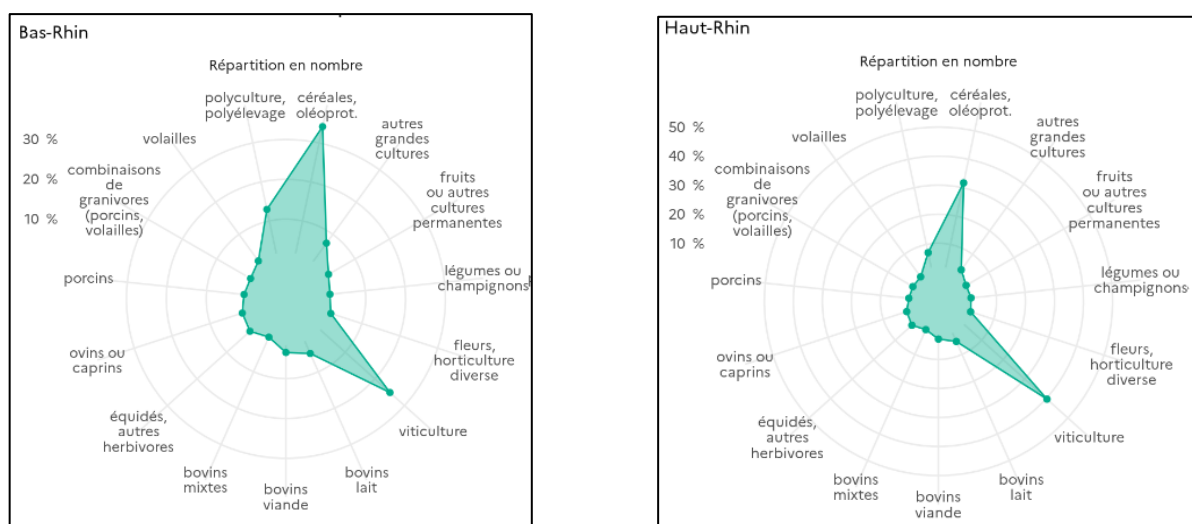 Bas-Rhin
Répartition en nombre
polyculture,
polyélevage
céréales,
oléoprot.
autres
grandes
cultures
fruits
ou autres
cultures
permanentes
légumes ou
champignons
fleurs,
horticulture
diverse
viticulture
bovins
lait
bovins
viande
bovins
mixtes
équidés,
autres
herbivores
ovins ou
caprins
porcins
combinaisons
de
granivores
(porcins,
volailles)
volailles
30 %
20 %
10 %
Haut-Rhin
Répartition en nombre
polyculture,
polyélevage
céréales,
oléoprot.
autres
grandes
cultures
fruits
ou autres
cultures
permanentes
légumes ou
champignons
fleurs,
horticulture
diverse
viticulture
bovins
lait
bovins
viande
bovins
mixtes
équidés,
autres
herbivores
ovins ou
caprins
porcins
combinaisons
de
granivores
(porcins,
volailles)
volailles
50 %
40 %
30 %
20 %
10 %